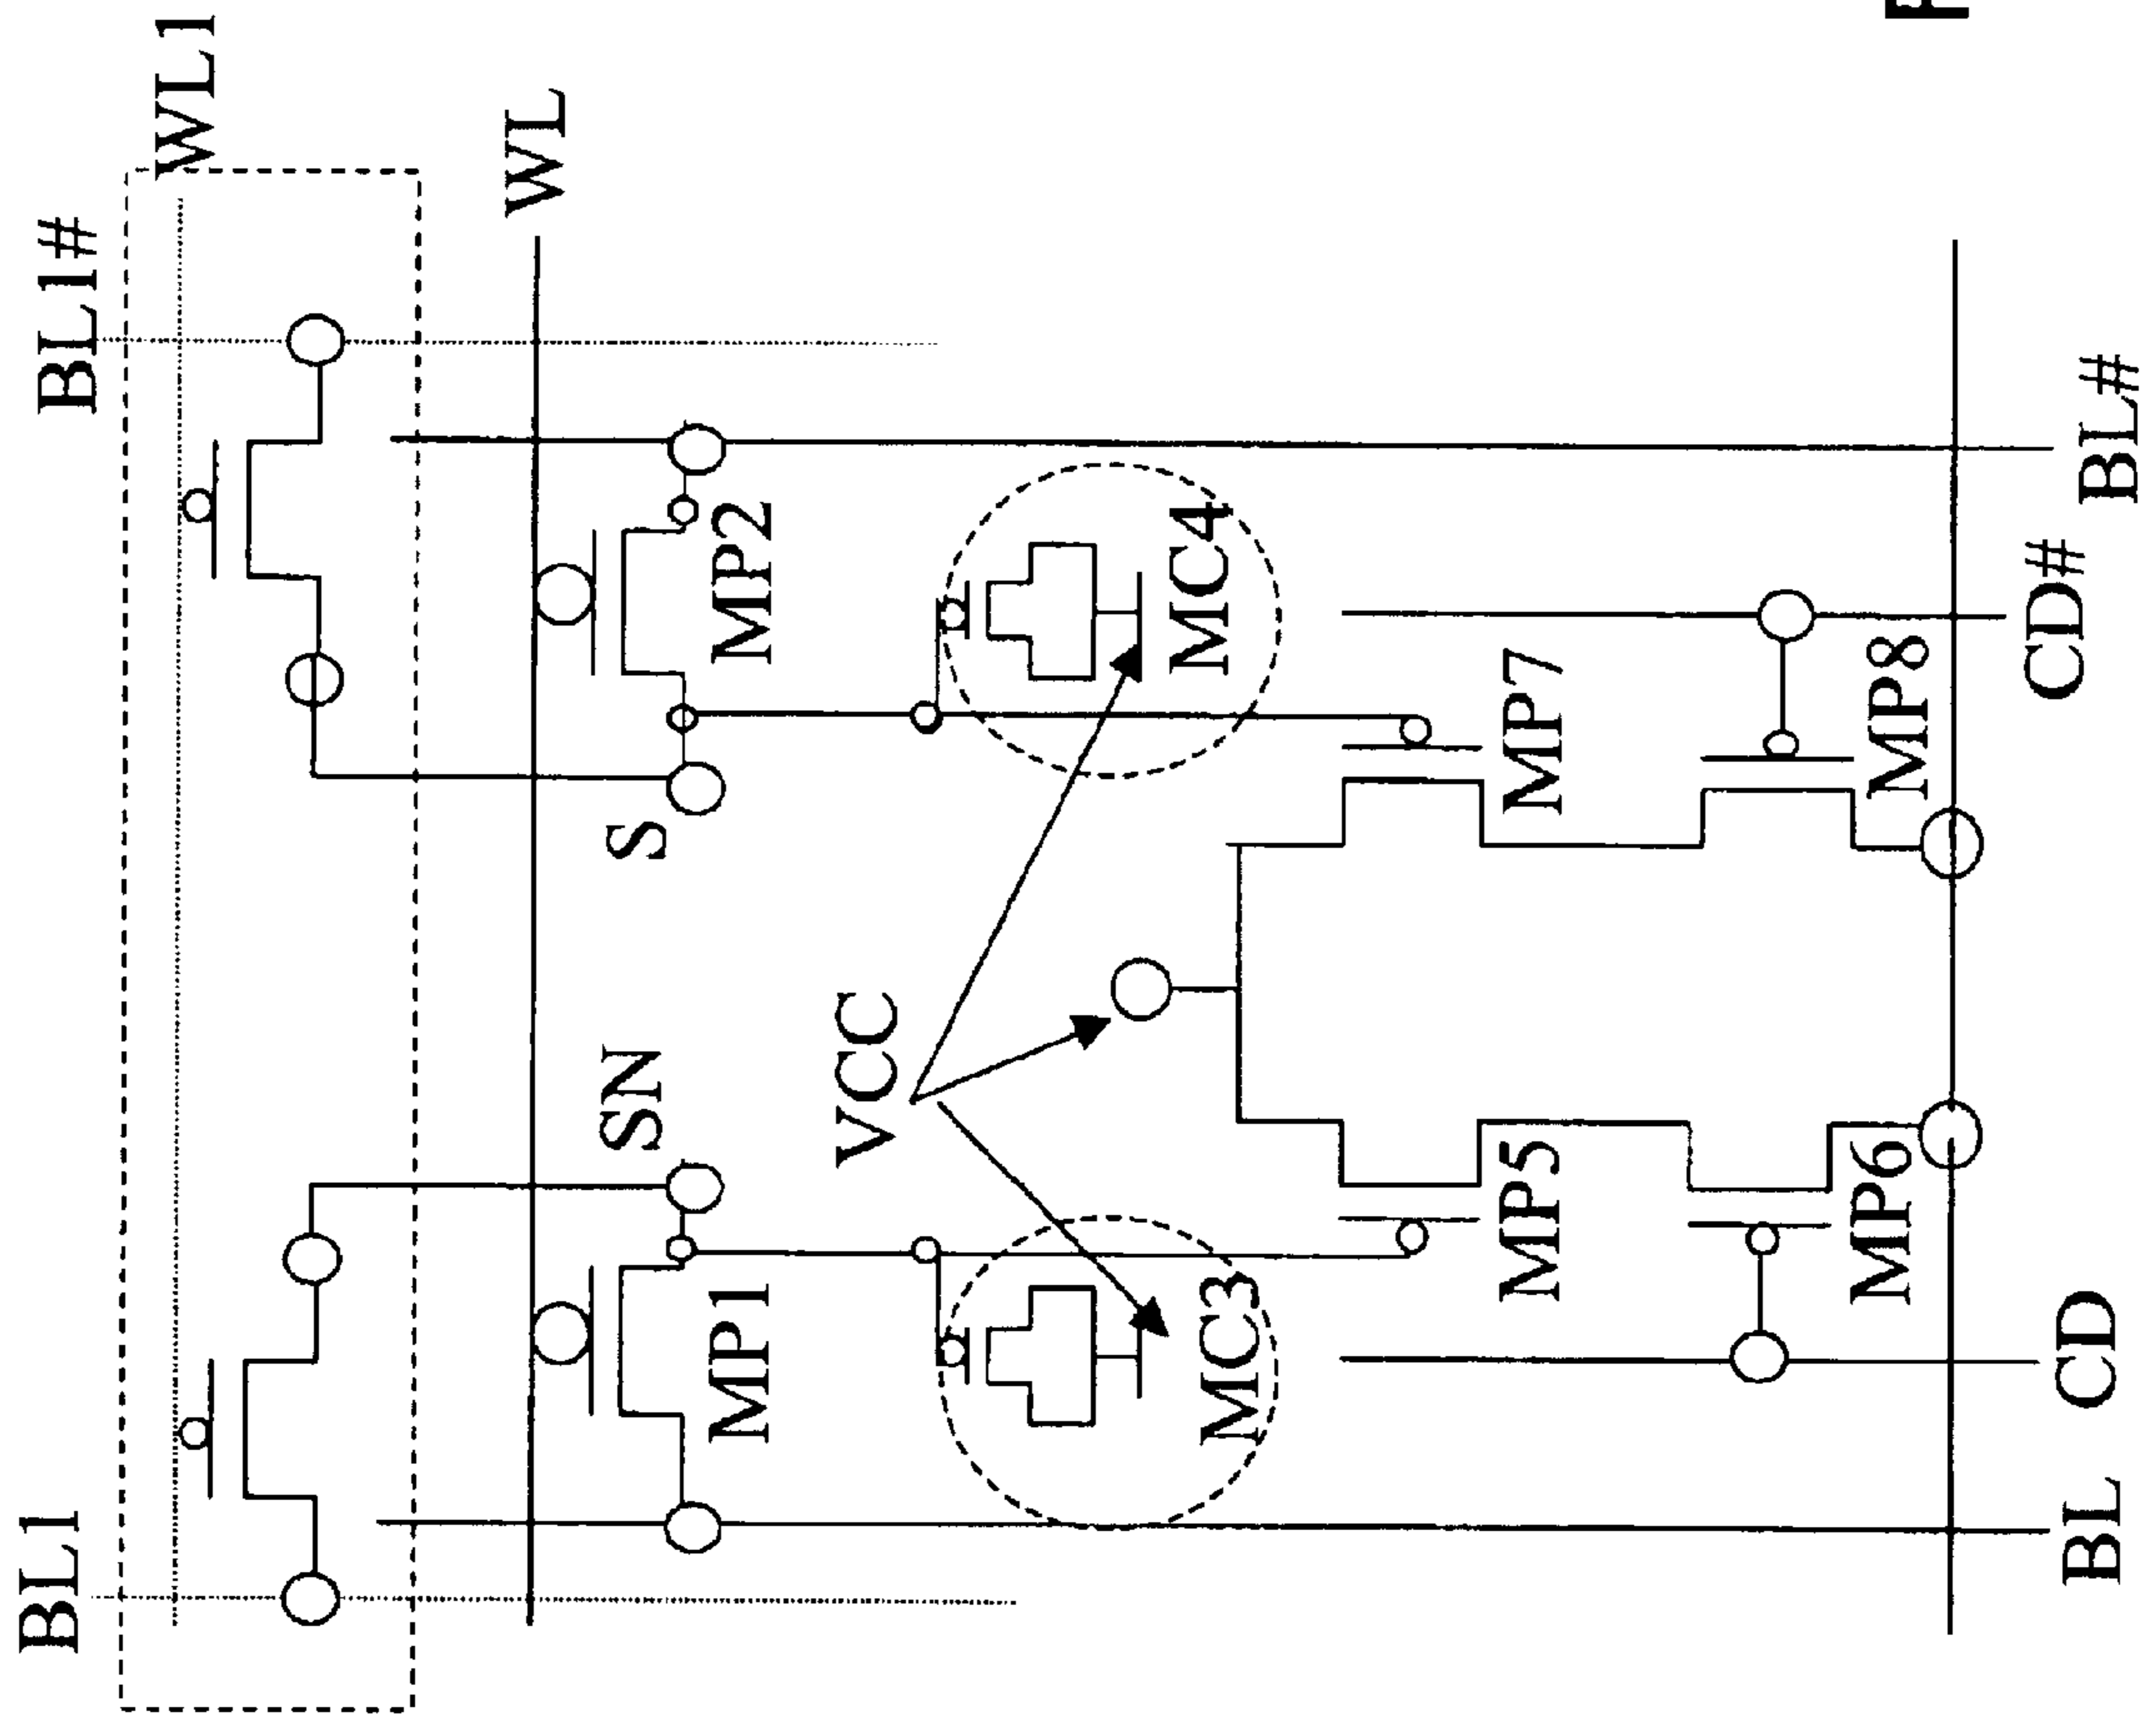 BL1
BL1#
WL1
WL
SN
S
MP1
MP2
VCC
MC3
MC4
MP5
MP7
MP6
MP8
BL
CD
CD#
BL#